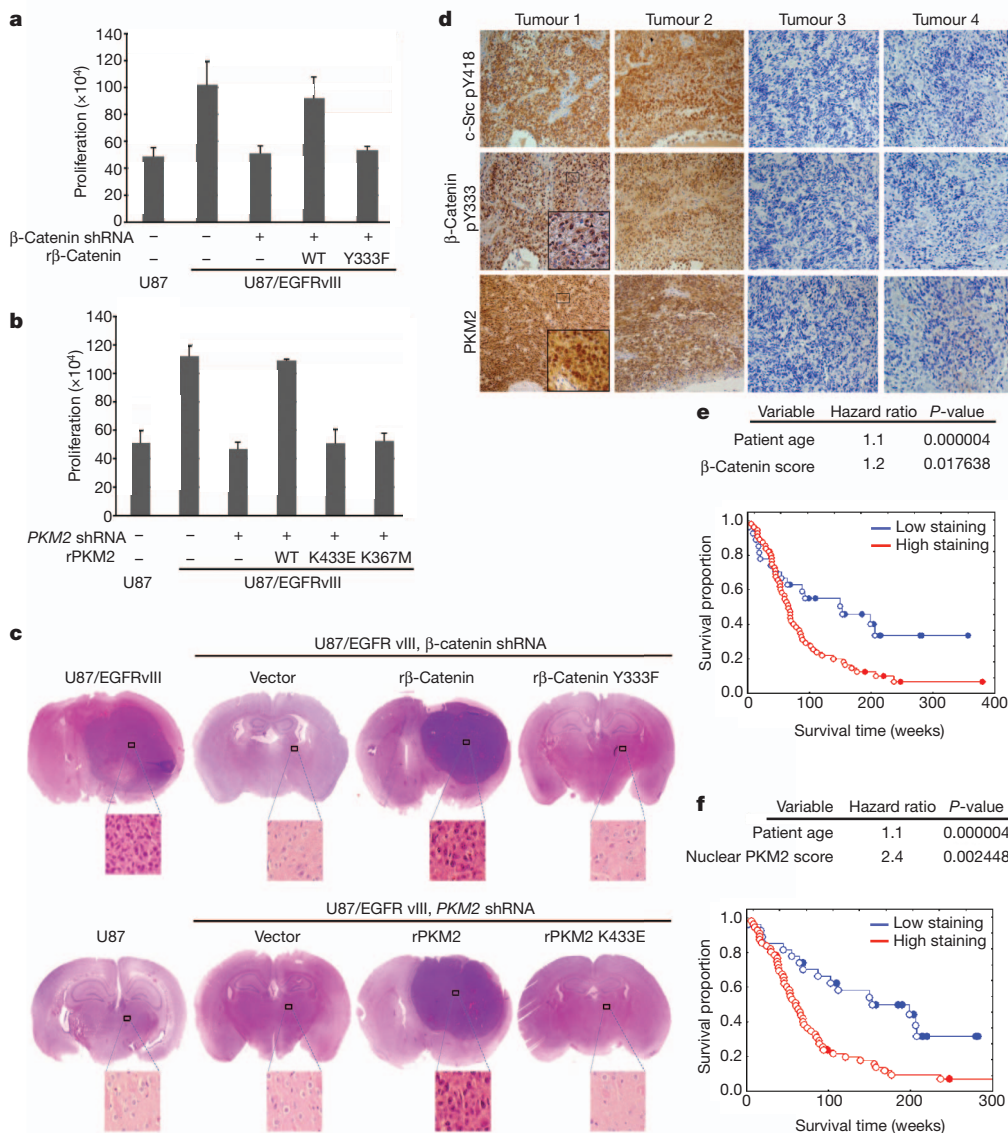 a
140
120
100
80
60
40
20
0
Proliferation (×10⁴)
β-Catenin shRNA – – + + +
rβ-Catenin – – – WT Y333F
U87 U87/EGFRvIII
b
140
120
100
80
60
40
20
0
Proliferation (×10⁴)
PKM2 shRNA – – + + + +
rPKM2 – – – WT K433E K367M
U87 U87/EGFRvIII
c
U87/EGFR vIII, β-catenin shRNA
U87/EGFRvIII Vector rβ-Catenin rβ-Catenin Y333F
U87/EGFR vIII, PKM2 shRNA
U87 Vector rPKM2 rPKM2 K433E
d
Tumour 1 Tumour 2 Tumour 3 Tumour 4
c-Src pY418
β-Catenin
pY333
PKM2
e
Variable Hazard ratio P-value
Patient age 1.1 0.000004
β-Catenin score 1.2 0.017638
1.0
0.8
0.6
0.4
0.2
0.0
Survival proportion
Low staining
High staining
0 100 200 300 400
Survival time (weeks)
f
Variable Hazard ratio P-value
Patient age 1.1 0.000004
Nuclear PKM2 score 2.4 0.002448
1.0
0.8
0.6
0.4
0.2
0.0
Survival proportion
Low staining
High staining
0 100 200 300
Survival time (weeks)